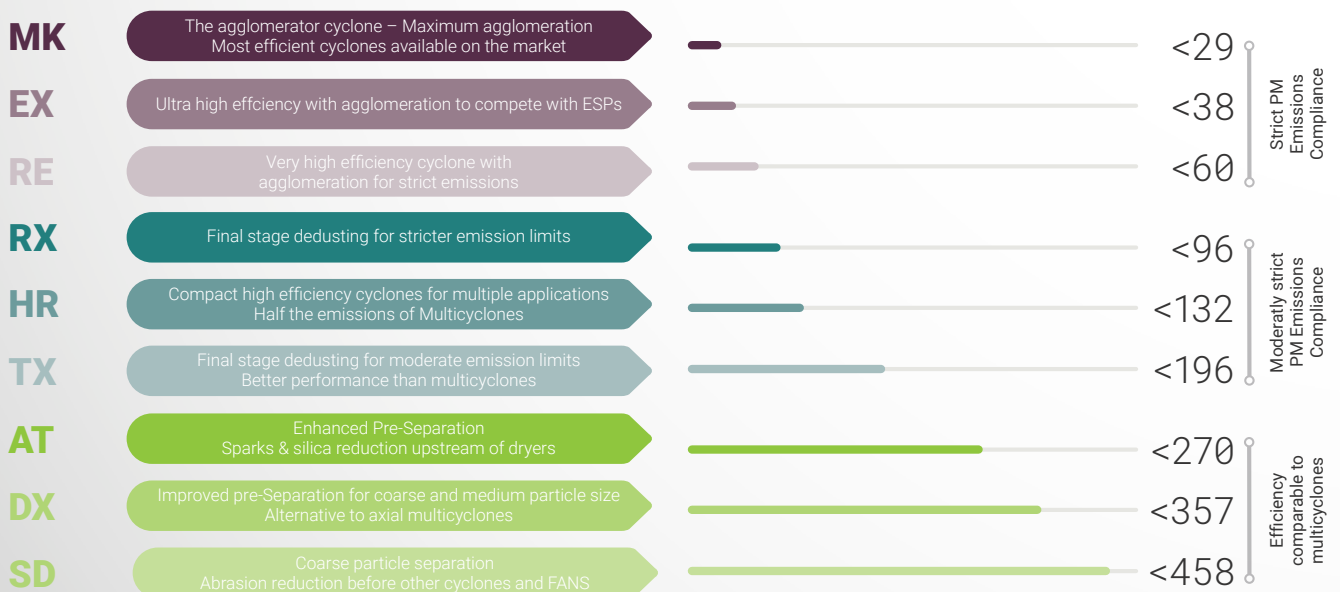 MK
The agglomerator cyclone – Maximum agglomeration
Most efficient cyclones available on the market
<29
EX
Ultra high effciency with agglomeration to compete with ESPs
<38
RE
Very high efficiency cyclone with
agglomeration for strict emissions
<60
Strict PM
Emissions
Compliance
RX
Final stage dedusting for stricter emission limits
<96
HR
Compact high efficiency cyclones for multiple applications
Half the emissions of Multicyclones
<132
TX
Final stage dedusting for moderate emission limits
Better performance than multicyclones
<196
Moderatly strict
PM Emissions
Compliance
AT
Enhanced Pre-Separation
Sparks & silica reduction upstream of dryers
<270
DX
Improved pre-Separation for coarse and medium particle size
Alternative to axial multicyclones
<357
SD
Coarse particle separation
Abrasion reduction before other cyclones and FANS
<458
Efficiency
comparable to
multicyclones